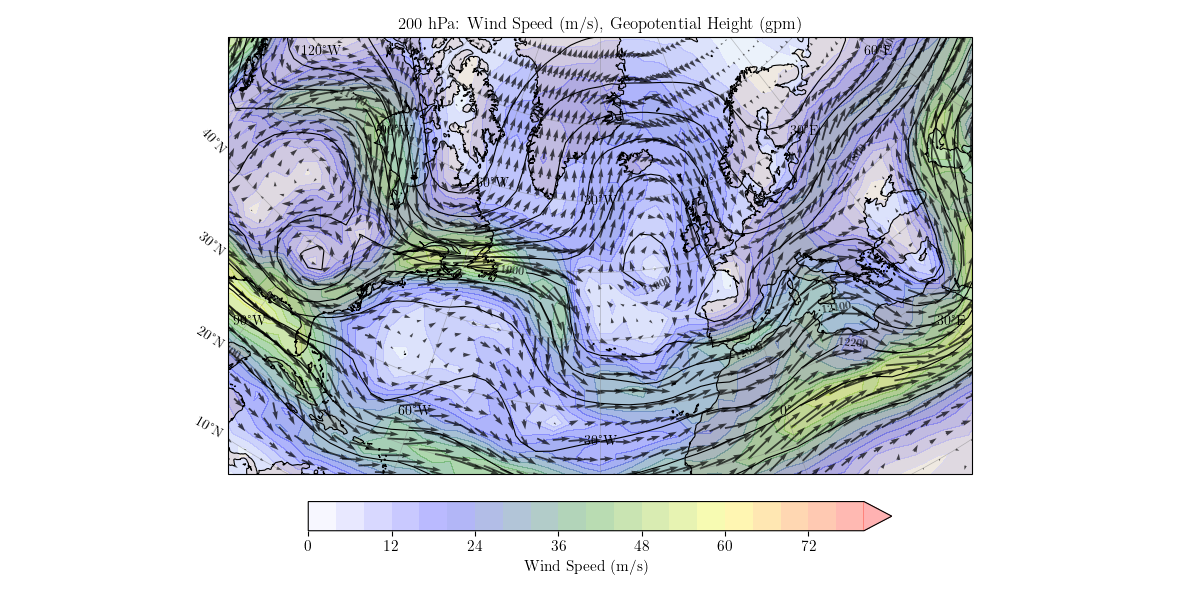 200 hPa: Wind Speed (m/s), Geopotential Height (gpm)
120°W
60°E
40°N
30°E
30°W
30°N
90°W
30°E
20°N
12200
60°W
0°
10°N
30°W
0 12 24 36 48 60 72
Wind Speed (m/s)